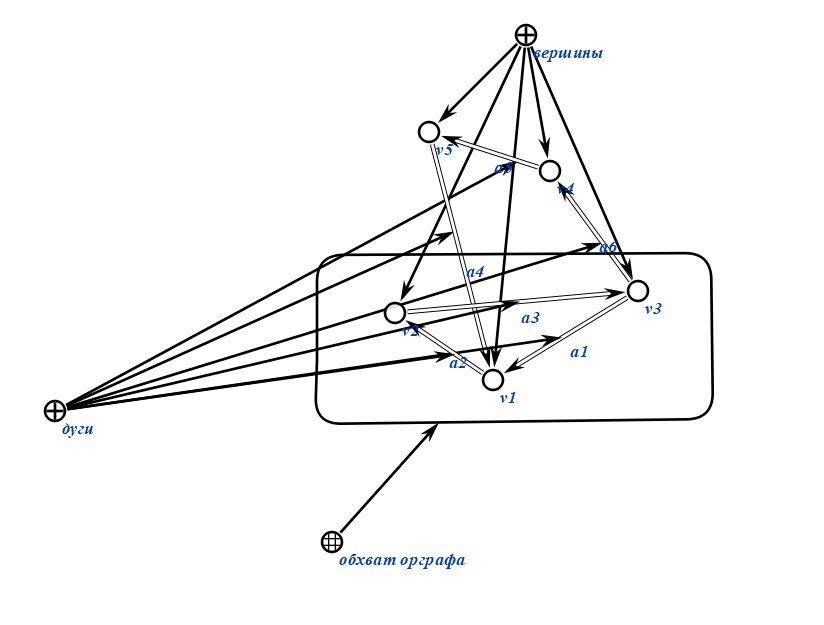 вершины
v5
a5
v4
a6
a4
v3
a3
v2
a1
a2
v1
дуги
обхват орграфа